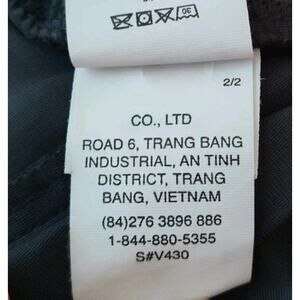 30
2/2
CO., LTD
ROAD 6, TRANG BANG
INDUSTRIAL, AN TINH
DISTRICT, TRANG
BANG, VIETNAM
(84)276 3896 886
1-844-880-5355
S#V430